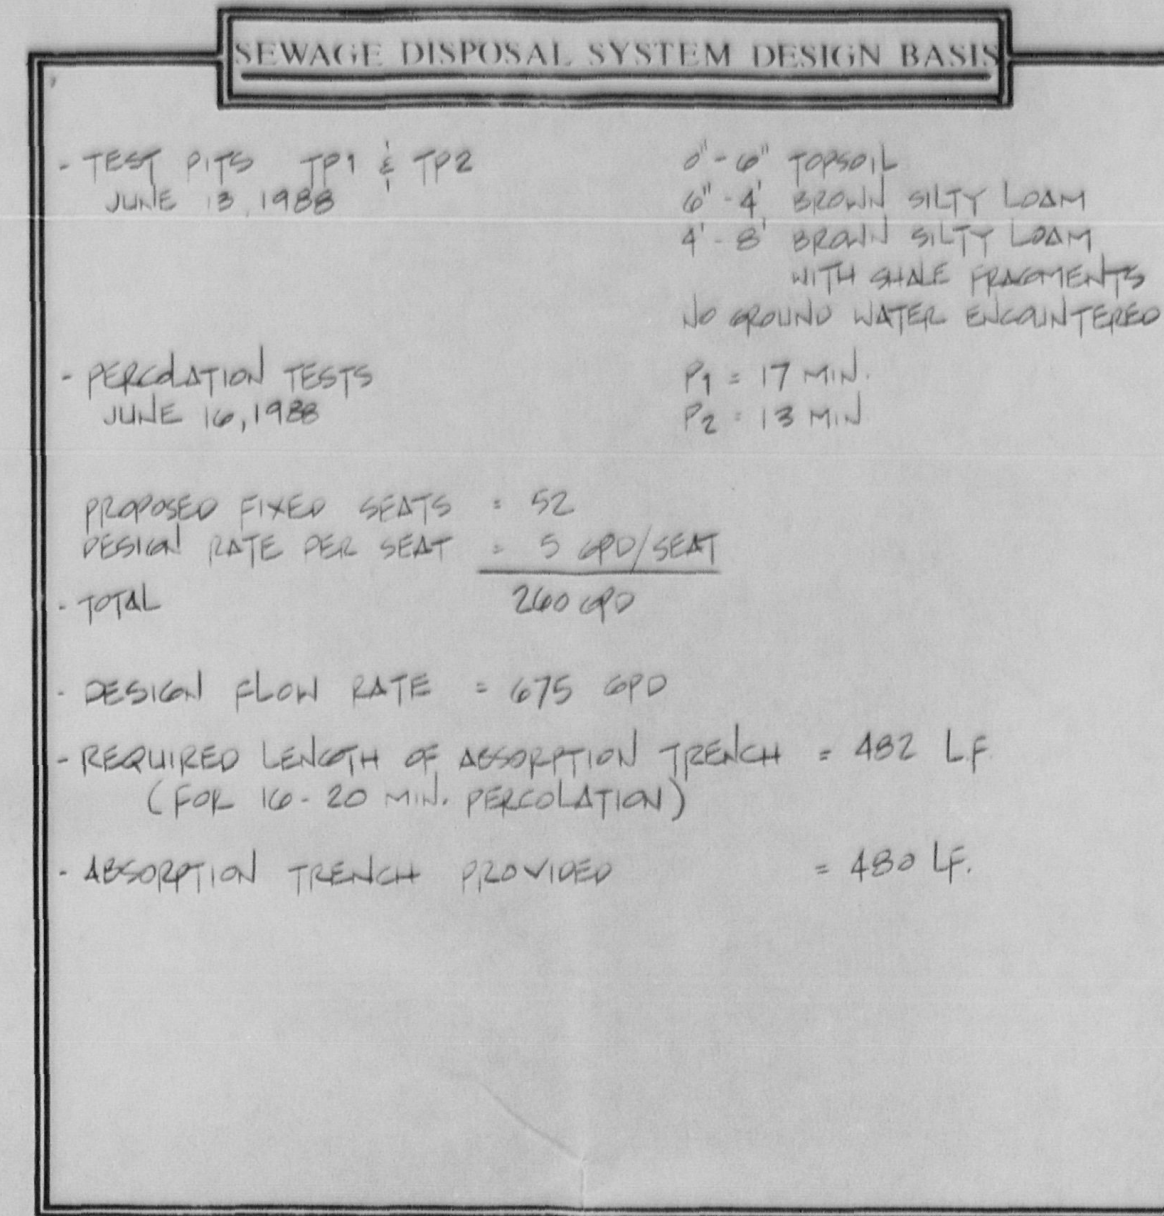 SEWAGE DISPOSAL SYSTEM DESIGN BASIS
- TEST PITS TP1 & TP2
JUNE 13, 1988
0"-6" TOPSOIL
6"-4' BROWN SILTY LOAM
4'-8' BROWN SILTY LOAM
WITH SHALE FRAGMENTS
NO GROUND WATER ENCOUNTERED
- PERCOLATION TESTS
JUNE 16, 1988
P1 = 17 MIN.
P2 = 13 MIN
PROPOSED FIXED SEATS = 52
DESIGN RATE PER SEAT = 5 GPD/SEAT
- TOTAL 260 GPD
- DESIGN FLOW RATE = 675 GPD
- REQUIRED LENGTH OF ABSORPTION TRENCH = 482 L.F.
(FOR 16-20 MIN. PERCOLATION)
- ABSORPTION TRENCH PROVIDED = 480 LF.